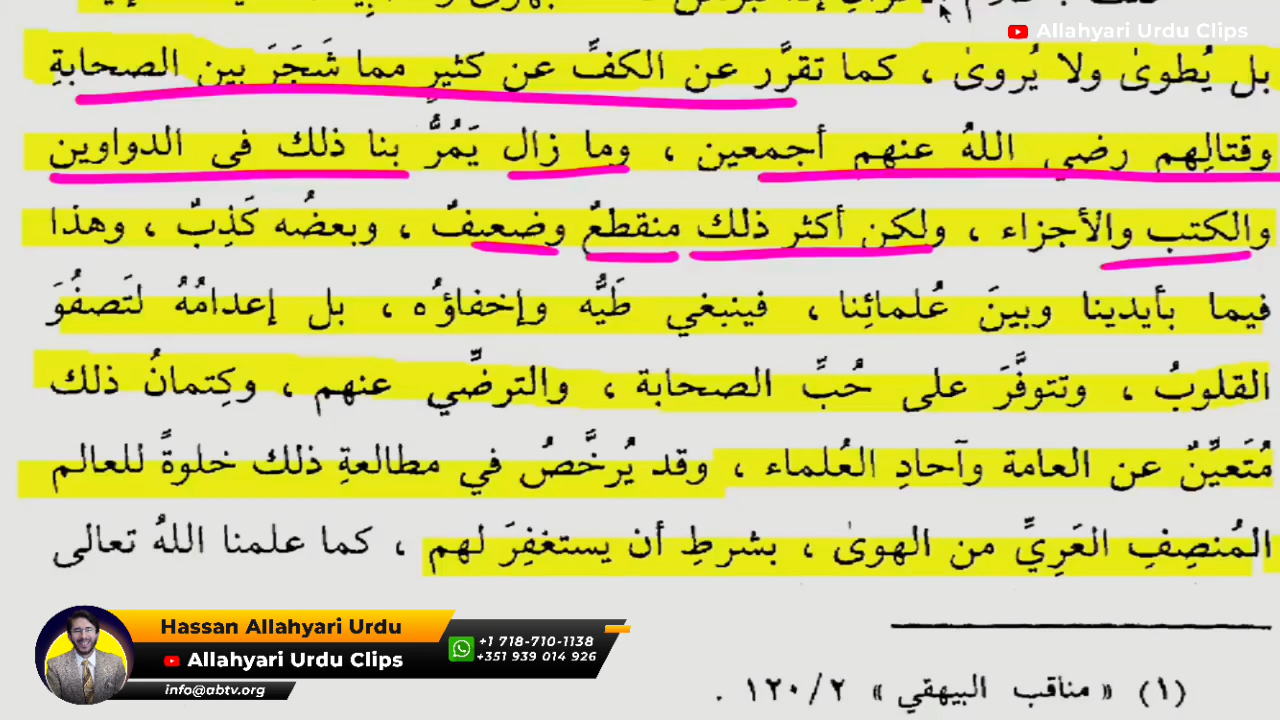 Allahyari Urdu Clips
بل يُطوىٰ ولا يُروىٰ ، كما تقرَّر عن الكفِّ عن كثيرٍ مما شَجَرَ بين الصحابةِ
وقتالِهم رضي اللهُ عنهم أجمعين ، وما زال يَمُرُّ بنا ذلك في الدواوين
والكتب والأجزاء ، ولكن أكثر ذلك منقطعٌ وضعيفٌ ، وبعضُه كَذِبٌ ، وهذا
فيما بأيدينا وبينَ عُلمائِنا ، فينبغي طَيُّه وإخفاؤُه ، بل إعدامُهُ لتَصفُوَ
القلوبُ ، وتتوفَّرَ على حُبِّ الصحابة ، والترضِّي عنهم ، وكِتمانُ ذلك
مُتَعيِّنٌ عن العامة وآحادِ العُلماء ، وقد يُرخَّصُ في مطالعةِ ذلك خلوةً للعالم
المُنصِفِ العَرِيِّ من الهوىٰ ، بشرطِ أن يستغفِرَ لهم ، كما علمنا اللهُ تعالى
(١) « مناقب البيهقي » ٢/ ١٢٠ .
Hassan Allahyari Urdu
Allahyari Urdu Clips
info@abtv.org
+1 718-710-1138
+351 939 014 926